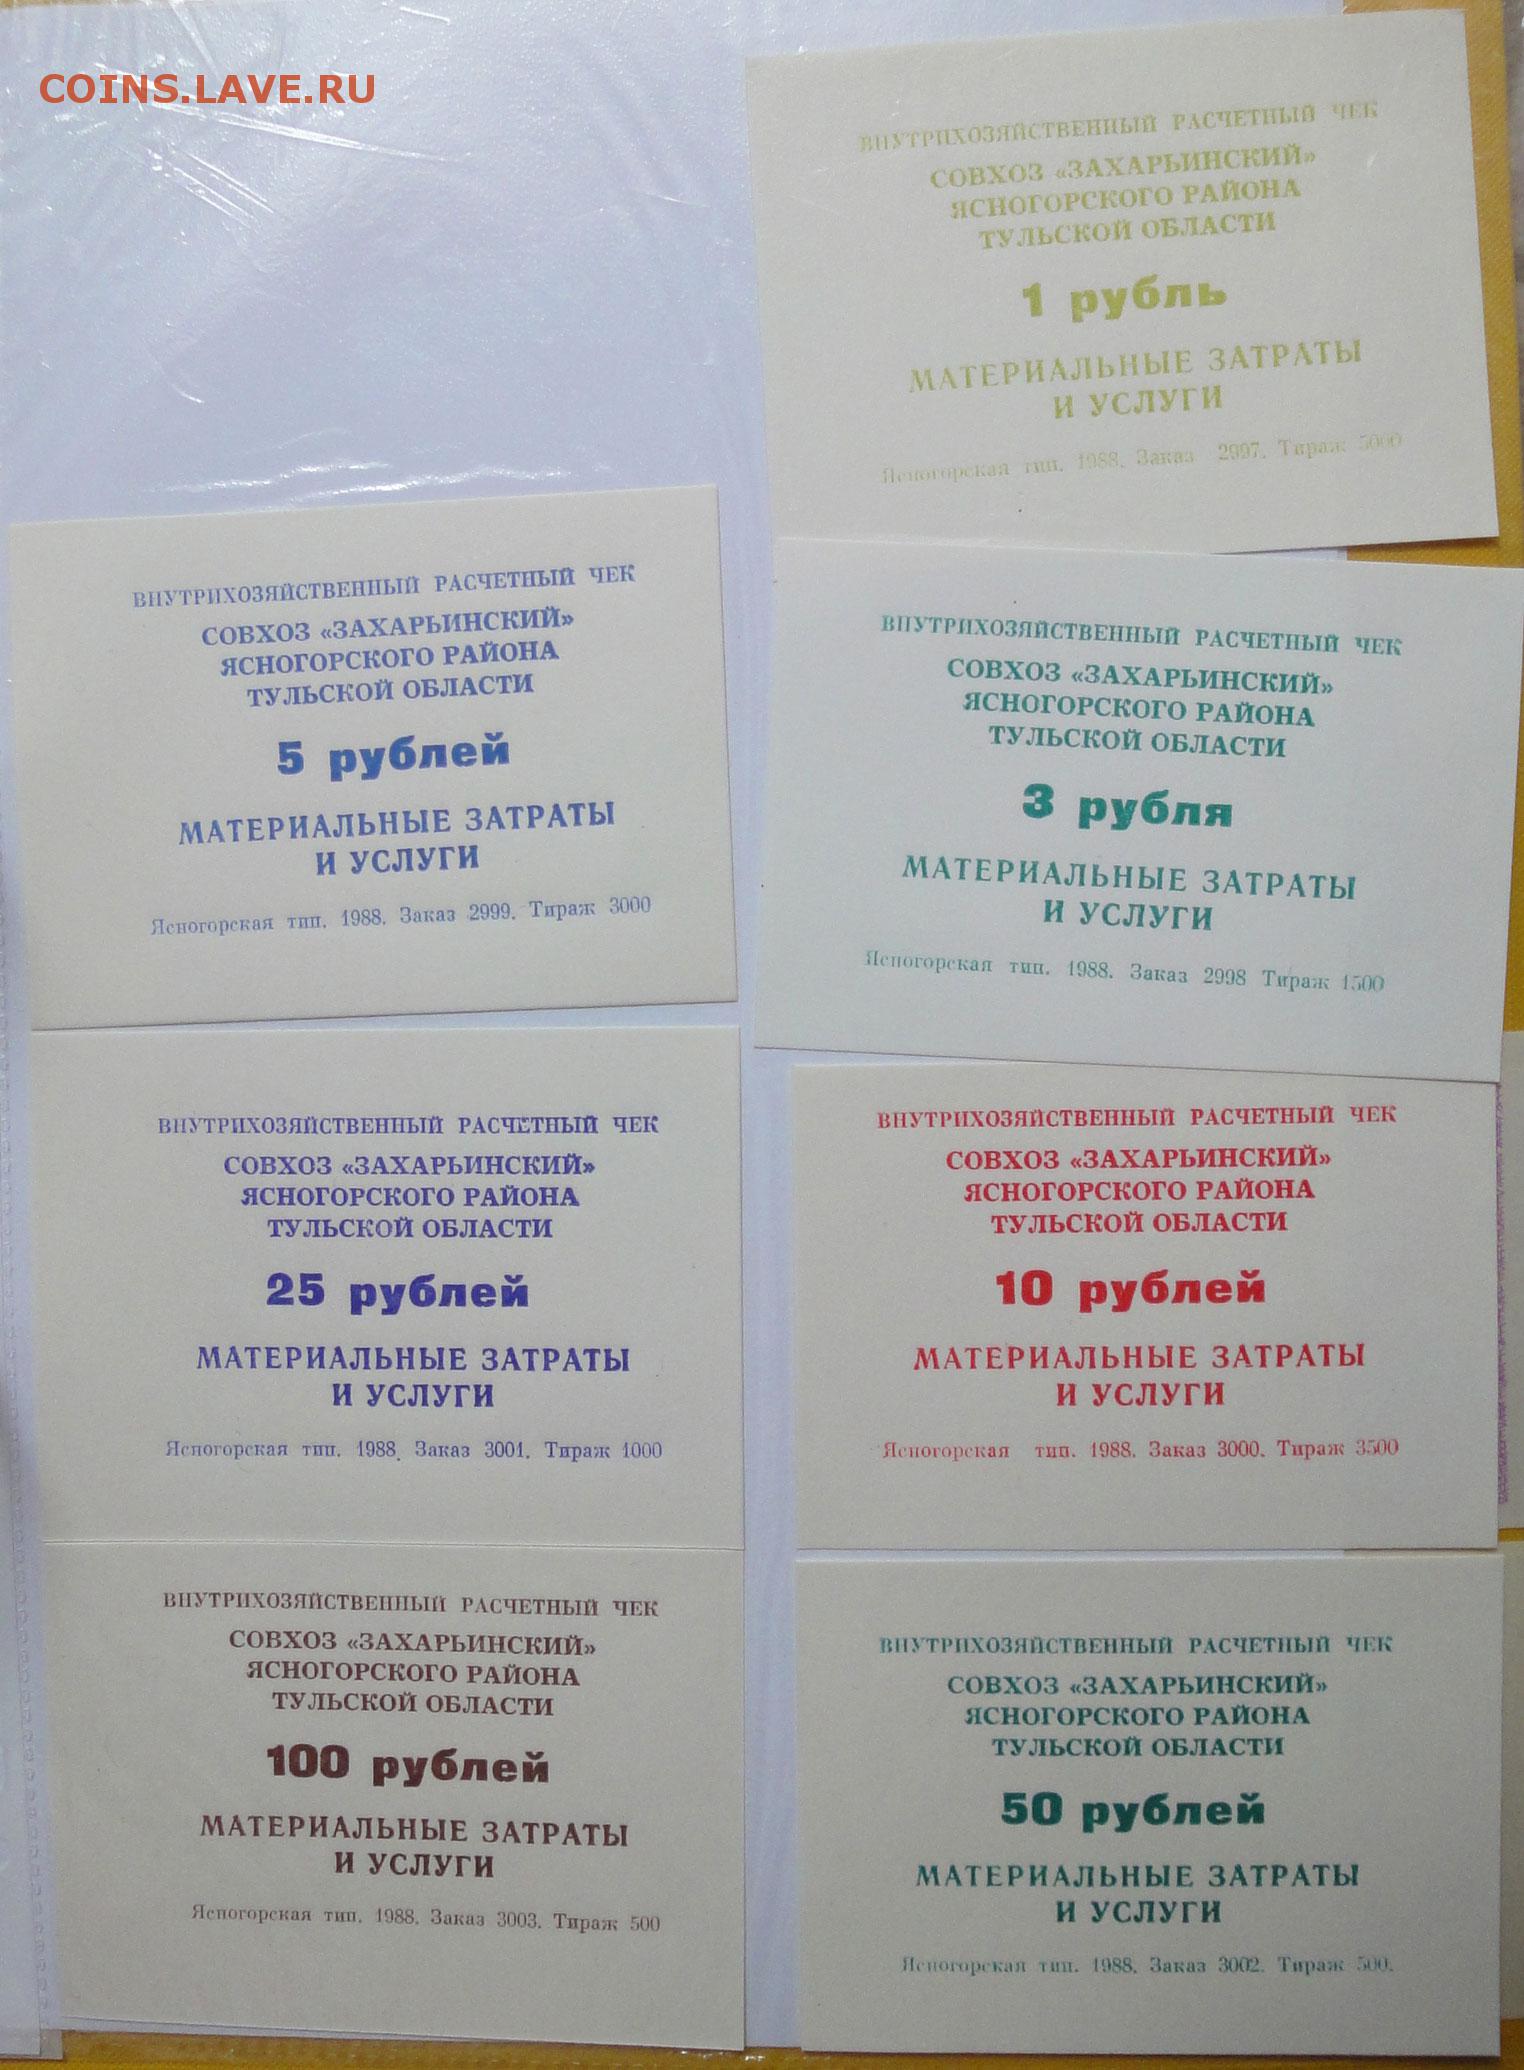 COINS.LAVE.RU
ВНУТРИХОЗЯЙСТВЕННЫЙ РАСЧЕТНЫЙ ЧЕК
СОВХОЗ «ЗАХАРЬИНСКИЙ»
ЯСНОГОРСКОГО РАЙОНА
ТУЛЬСКОЙ ОБЛАСТИ
1 рубль
МАТЕРИАЛЬНЫЕ ЗАТРАТЫ
И УСЛУГИ
Ясногорская тип. 1988. Заказ 2997. Тираж 5000
ВНУТРИХОЗЯЙСТВЕННЫЙ РАСЧЕТНЫЙ ЧЕК
СОВХОЗ «ЗАХАРЬИНСКИЙ»
ЯСНОГОРСКОГО РАЙОНА
ТУЛЬСКОЙ ОБЛАСТИ
5 рублей
МАТЕРИАЛЬНЫЕ ЗАТРАТЫ
И УСЛУГИ
Ясногорская тип. 1988. Заказ 2999. Тираж 3000
ВНУТРИХОЗЯЙСТВЕННЫЙ РАСЧЕТНЫЙ ЧЕК
СОВХОЗ «ЗАХАРЬИНСКИЙ»
ЯСНОГОРСКОГО РАЙОНА
ТУЛЬСКОЙ ОБЛАСТИ
3 рубля
МАТЕРИАЛЬНЫЕ ЗАТРАТЫ
И УСЛУГИ
Ясногорская тип. 1988. Заказ 2998 Тираж 1500
ВНУТРИХОЗЯЙСТВЕННЫЙ РАСЧЕТНЫЙ ЧЕК
СОВХОЗ «ЗАХАРЬИНСКИЙ»
ЯСНОГОРСКОГО РАЙОНА
ТУЛЬСКОЙ ОБЛАСТИ
25 рублей
МАТЕРИАЛЬНЫЕ ЗАТРАТЫ
И УСЛУГИ
Ясногорская тип. 1988. Заказ 3001. Тираж 1000
ВНУТРИХОЗЯЙСТВЕННЫЙ РАСЧЕТНЫЙ ЧЕК
СОВХОЗ «ЗАХАРЬИНСКИЙ»
ЯСНОГОРСКОГО РАЙОНА
ТУЛЬСКОЙ ОБЛАСТИ
10 рублей
МАТЕРИАЛЬНЫЕ ЗАТРАТЫ
И УСЛУГИ
Ясногорская тип. 1988. Заказ 3000. Тираж 3500
ВНУТРИХОЗЯЙСТВЕННЫЙ РАСЧЕТНЫЙ ЧЕК
СОВХОЗ «ЗАХАРЬИНСКИЙ»
ЯСНОГОРСКОГО РАЙОНА
ТУЛЬСКОЙ ОБЛАСТИ
100 рублей
МАТЕРИАЛЬНЫЕ ЗАТРАТЫ
И УСЛУГИ
Ясногорская тип. 1988. Заказ 3003. Тираж 500
ВНУТРИХОЗЯЙСТВЕННЫЙ РАСЧЕТНЫЙ ЧЕК
СОВХОЗ «ЗАХАРЬИНСКИЙ»
ЯСНОГОРСКОГО РАЙОНА
ТУЛЬСКОЙ ОБЛАСТИ
50 рублей
МАТЕРИАЛЬНЫЕ ЗАТРАТЫ
И УСЛУГИ
Ясногорская тип. 1988. Заказ 3002. Тираж 500.